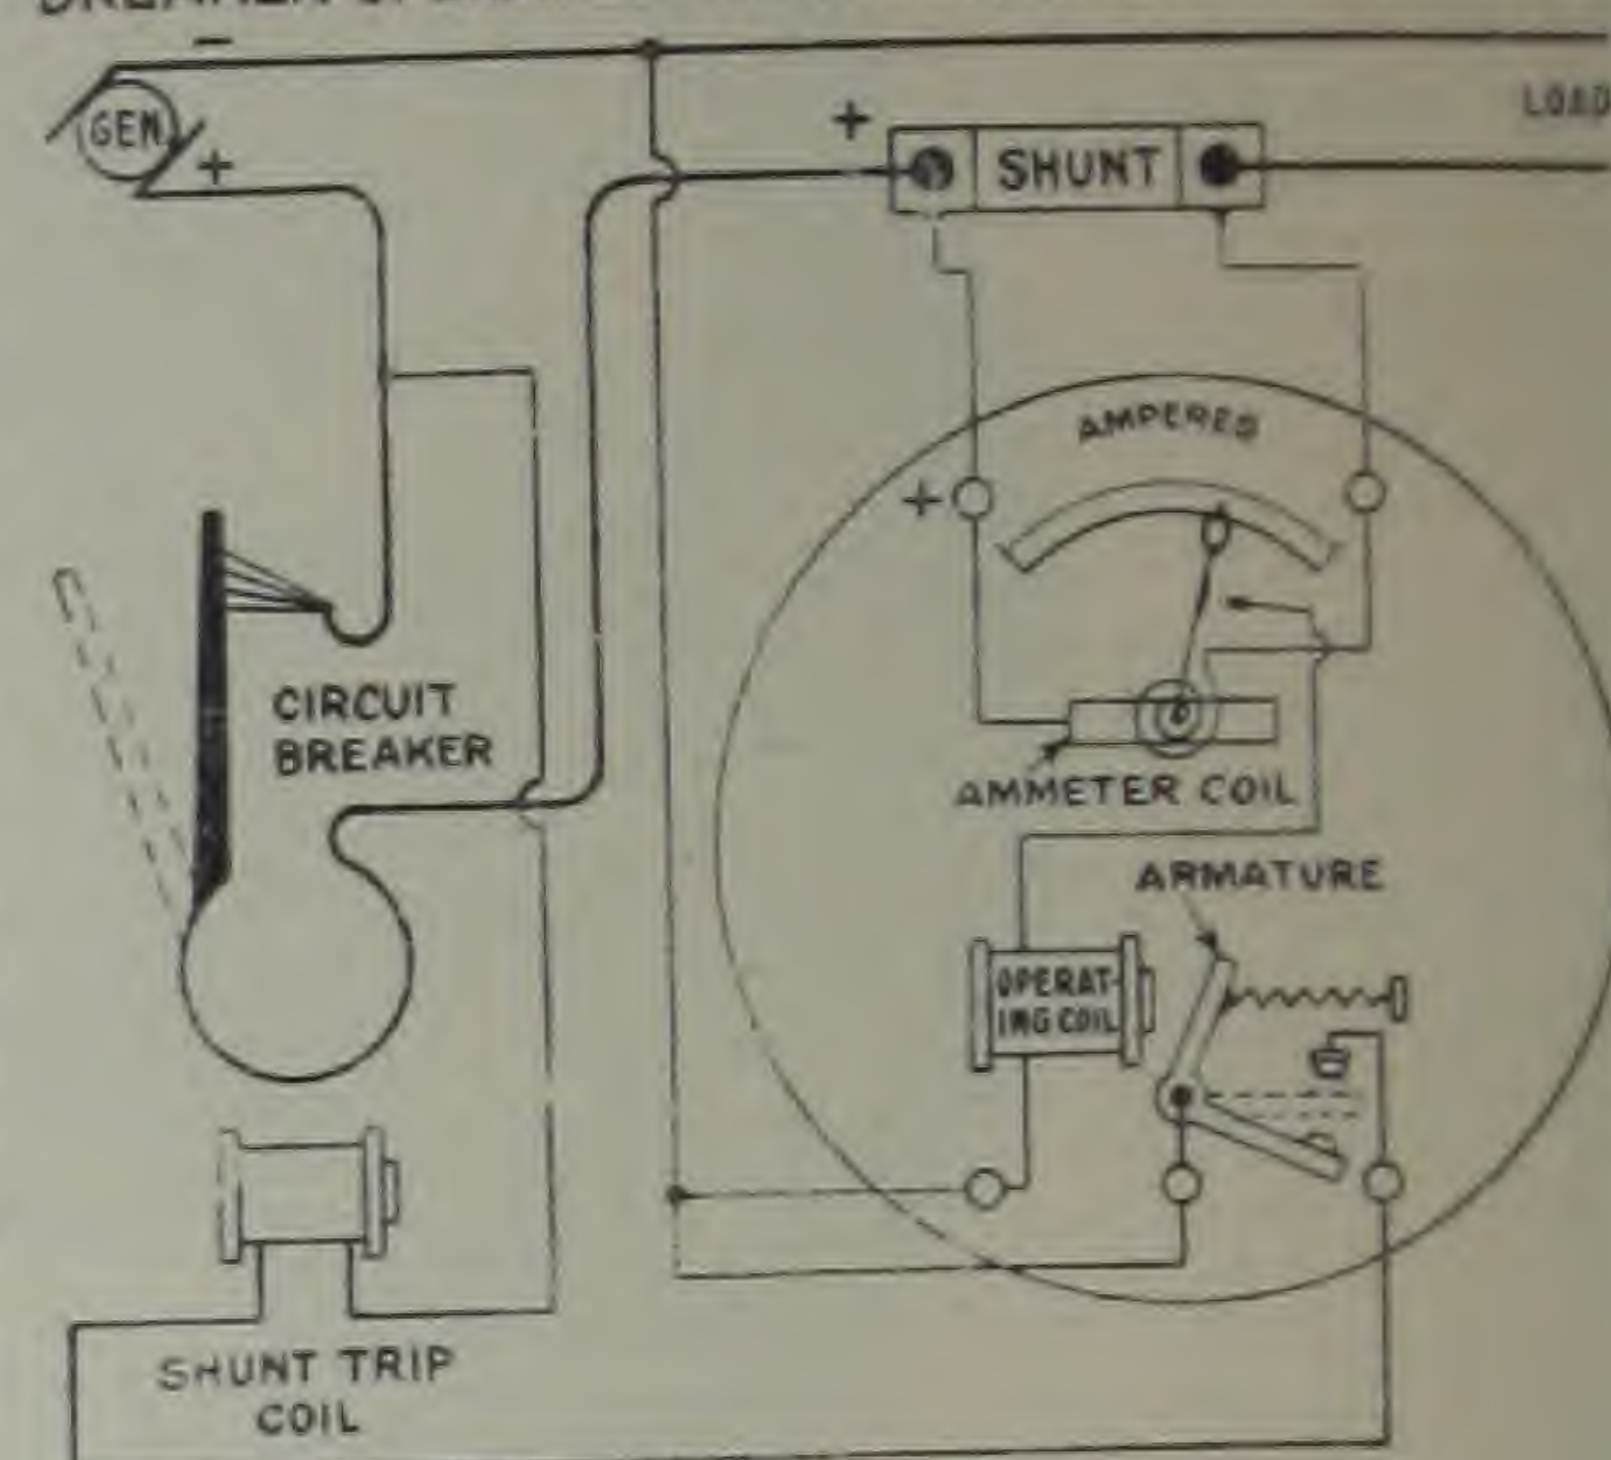 −
GEN
+
+
LOAD
SHUNT
AMPERES
+
CIRCUIT
BREAKER
AMMETER COIL
ARMATURE
OPERAT-
ING COIL
SHUNT TRIP
COIL